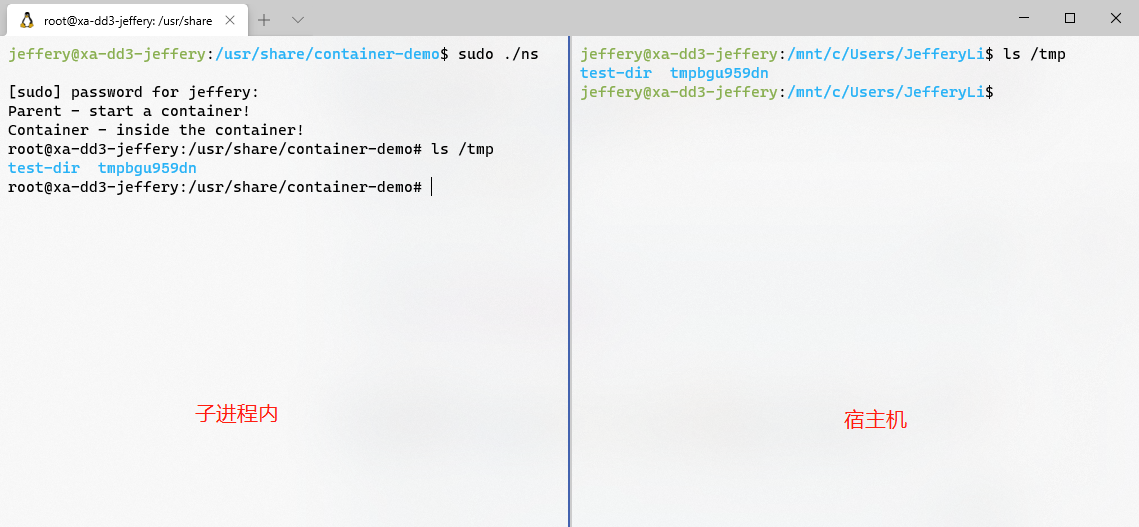 root@xa-dd3-jeffery: /usr/share
jeffery@xa-dd3-jeffery:/usr/share/container-demo$ sudo ./ns
[sudo] password for jeffery:
Parent - start a container!
Container - inside the container!
root@xa-dd3-jeffery:/usr/share/container-demo# ls /tmp
test-dir  tmpbgu959dn
root@xa-dd3-jeffery:/usr/share/container-demo#
子进程内
jeffery@xa-dd3-jeffery:/mnt/c/Users/JefferyLi$ ls /tmp
test-dir  tmpbgu959dn
jeffery@xa-dd3-jeffery:/mnt/c/Users/JefferyLi$
宿主机